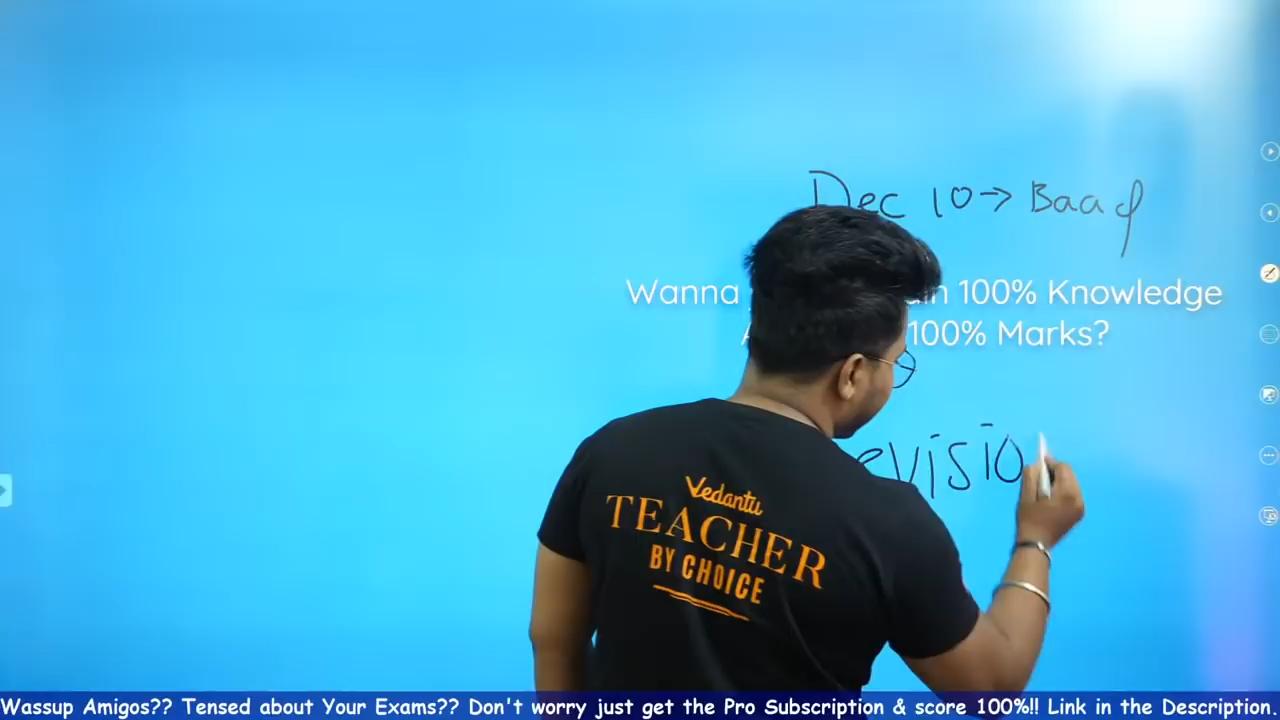 Dec 10 → Baad
Wanna 100% Knowledge
100% Marks?
evisio
Vedantu
TEACHER
BY CHOICE
Wassup Amigos?? Tensed about Your Exams?? Don't worry just get the Pro Subscription & score 100%!! Link in the Description.